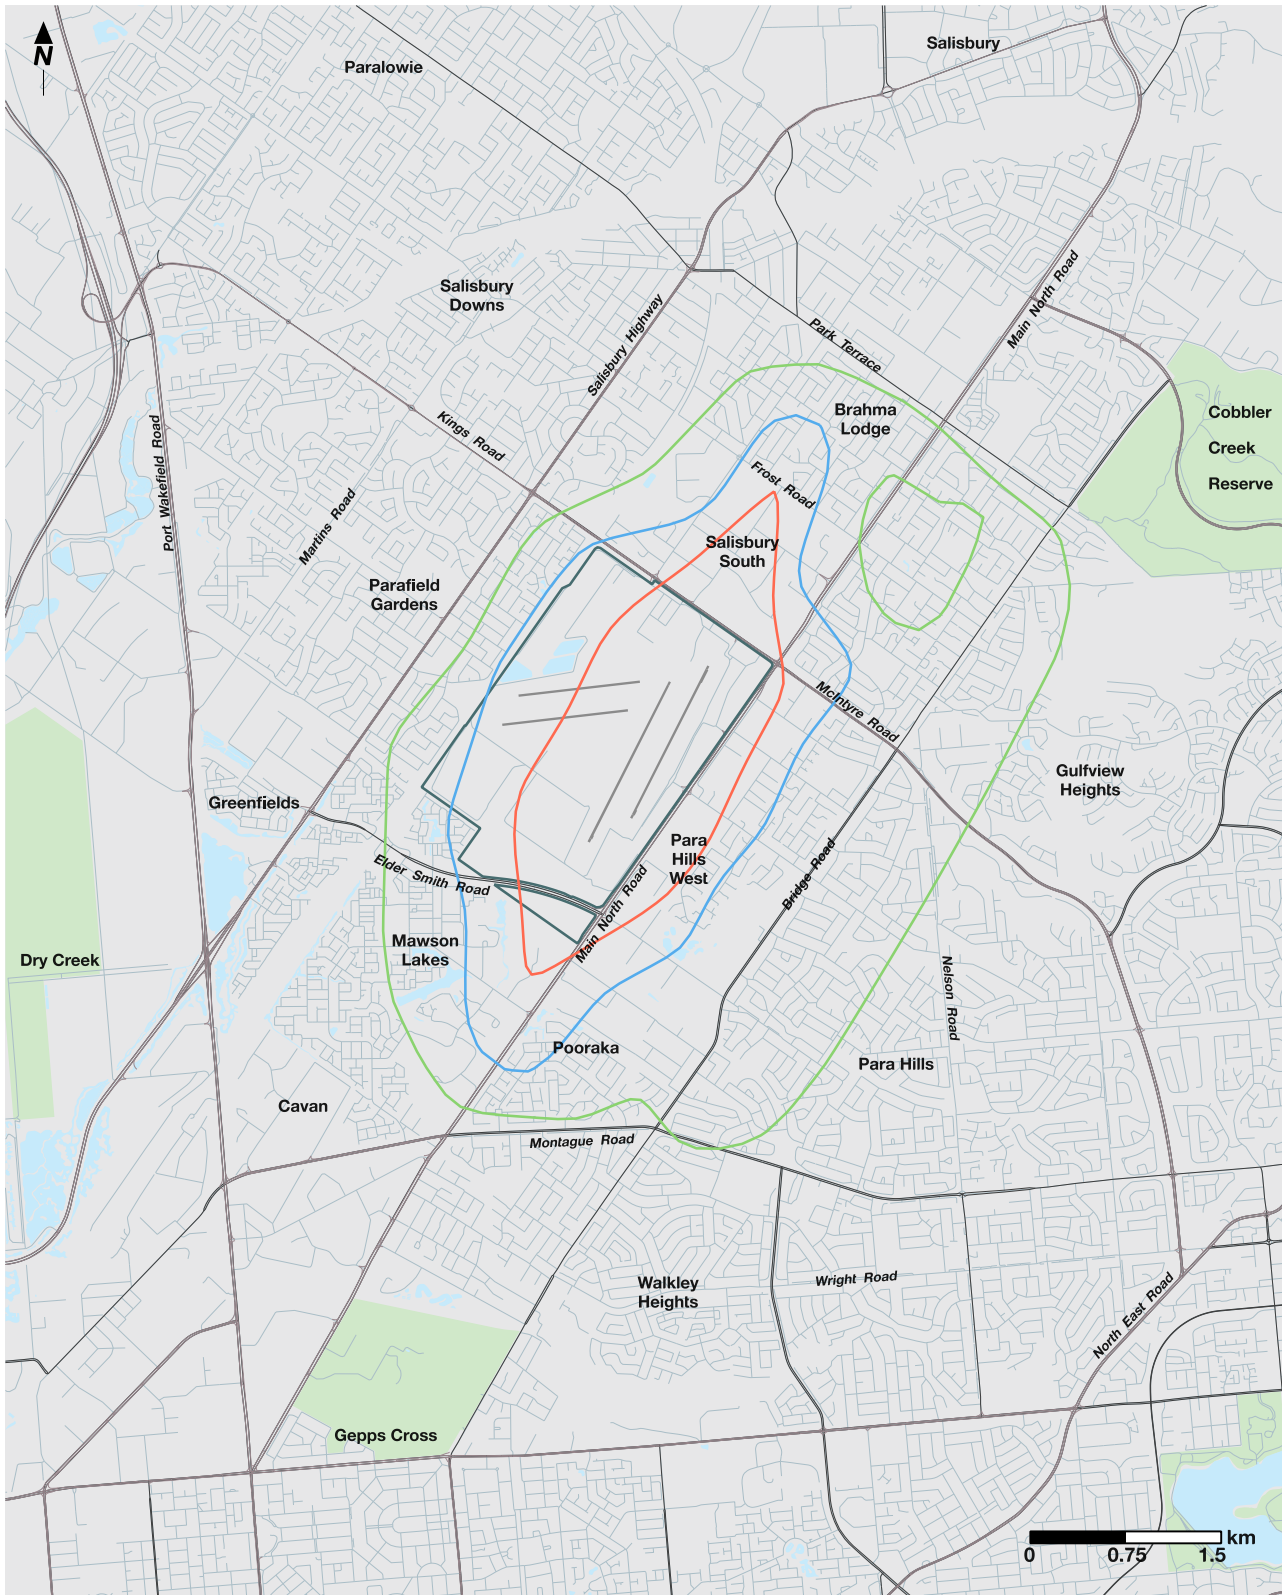 N
Paralowie
Salisbury
Salisbury
Downs
Salisbury Highway
Main North Road
Park Terrace
Cobbler
Creek
Reserve
Brahma
Lodge
Kings Road
Port Wakefield Road
Martins Road
Frost Road
Salisbury
South
Parafield
Gardens
McIntyre Road
Gulfview
Heights
Greenfields
Elder Smith Road
Para
Hills
West
Bridge Road
Main North Road
Mawson
Lakes
Dry Creek
Nelson Road
Pooraka
Para Hills
Cavan
Montague Road
Walkley
Heights
Wright Road
North East Road
Gepps Cross
km
0 0.75 1.5